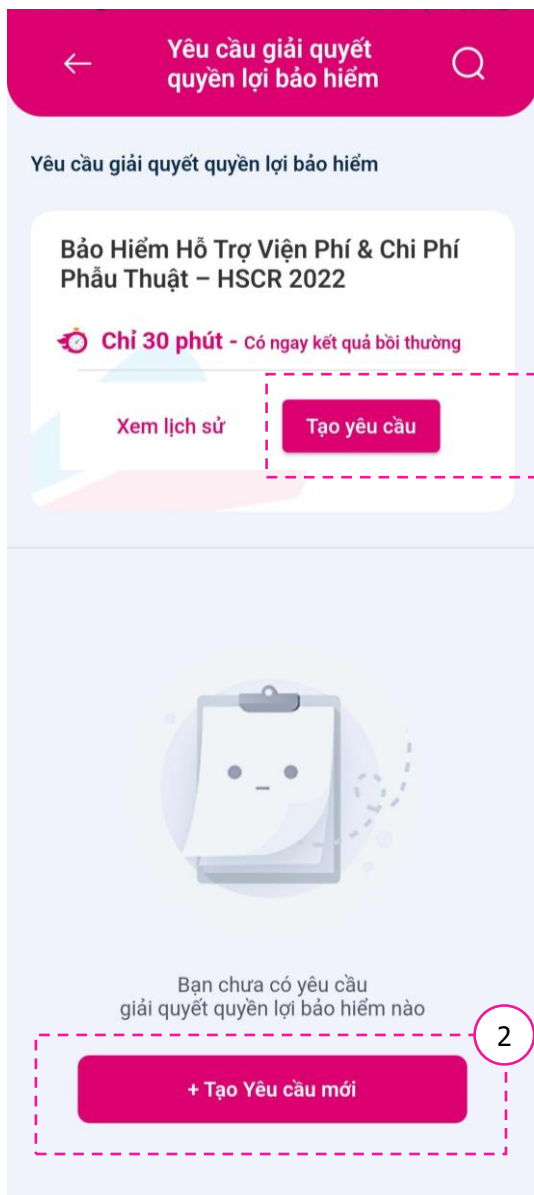 Yêu cầu giải quyết
quyền lợi bảo hiểm
Yêu cầu giải quyết quyền lợi bảo hiểm
Bảo Hiểm Hỗ Trợ Viện Phí & Chi Phí
Phẫu Thuật – HSCR 2022
Chỉ 30 phút - Có ngay kết quả bồi thường
Xem lịch sử
Tạo yêu cầu
Bạn chưa có yêu cầu
giải quyết quyền lợi bảo hiểm nào
2
+ Tạo Yêu cầu mới